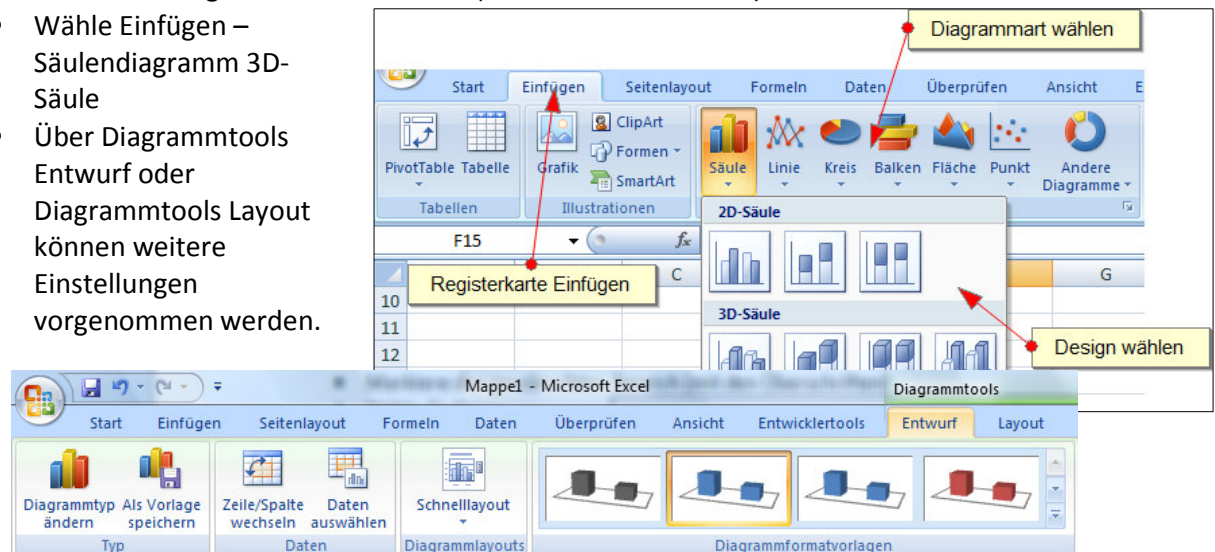 Wähle Einfügen –
Säulendiagramm 3D-
Säule
Über Diagrammtools
Entwurf oder
Diagrammtools Layout
können weitere
Einstellungen
vorgenommen werden.
Diagrammart wählen
Start Einfügen Seitenlayout Formeln Daten Überprüfen Ansicht E
PivotTable Tabelle
Grafik
ClipArt
Formen
SmartArt
Säule Linie Kreis Balken Fläche Punkt Andere
Diagramme
Tabellen Illustrationen
2D-Säule
F15 fx
Registerkarte Einfügen
C G
10
11
12
3D-Säule
Design wählen
Mappe1 - Microsoft Excel Diagrammtools
Start Einfügen Seitenlayout Formeln Daten Überprüfen Ansicht Entwicklertools Entwurf Layout
Diagrammtyp Als Vorlage Zeile/Spalte Daten Schnelllayout
ändern speichern wechseln auswählen
Typ Daten Diagrammlayouts Diagrammformatvorlagen